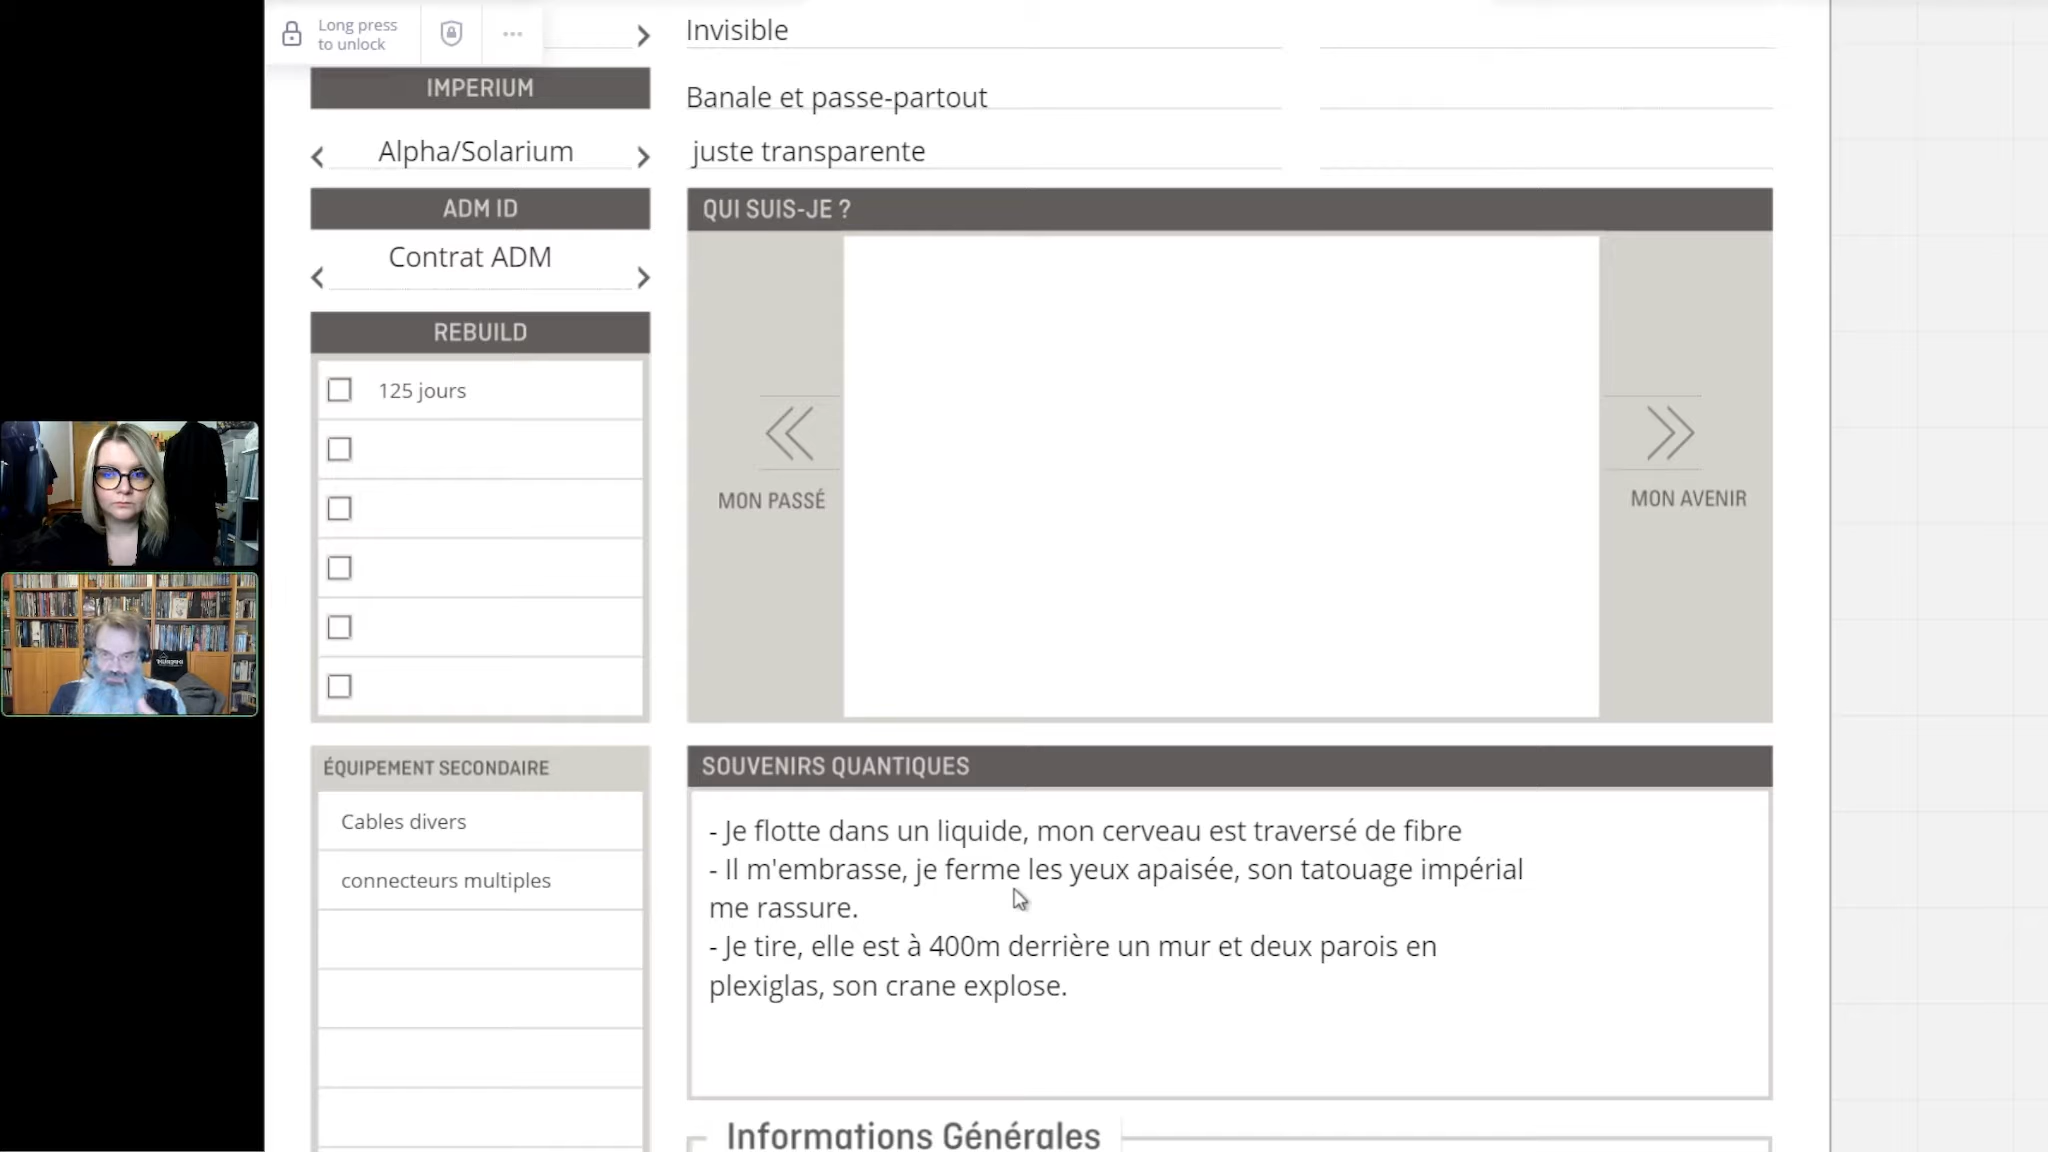 Long press
to unlock
Invisible
IMPERIUM
Banale et passe-partout
Alpha/Solarium
juste transparente
ADM ID
QUI SUIS-JE ?
Contrat ADM
REBUILD
125 jours
MON PASSÉ
MON AVENIR
ÉQUIPEMENT SECONDAIRE
Cables divers
connecteurs multiples
SOUVENIRS QUANTIQUES
- Je flotte dans un liquide, mon cerveau est traversé de fibre
- Il m'embrasse, je ferme les yeux apaisée, son tatouage impérial
me rassure.
- Je tire, elle est à 400m derrière un mur et deux parois en
plexiglas, son crane explose.
Informations Générales